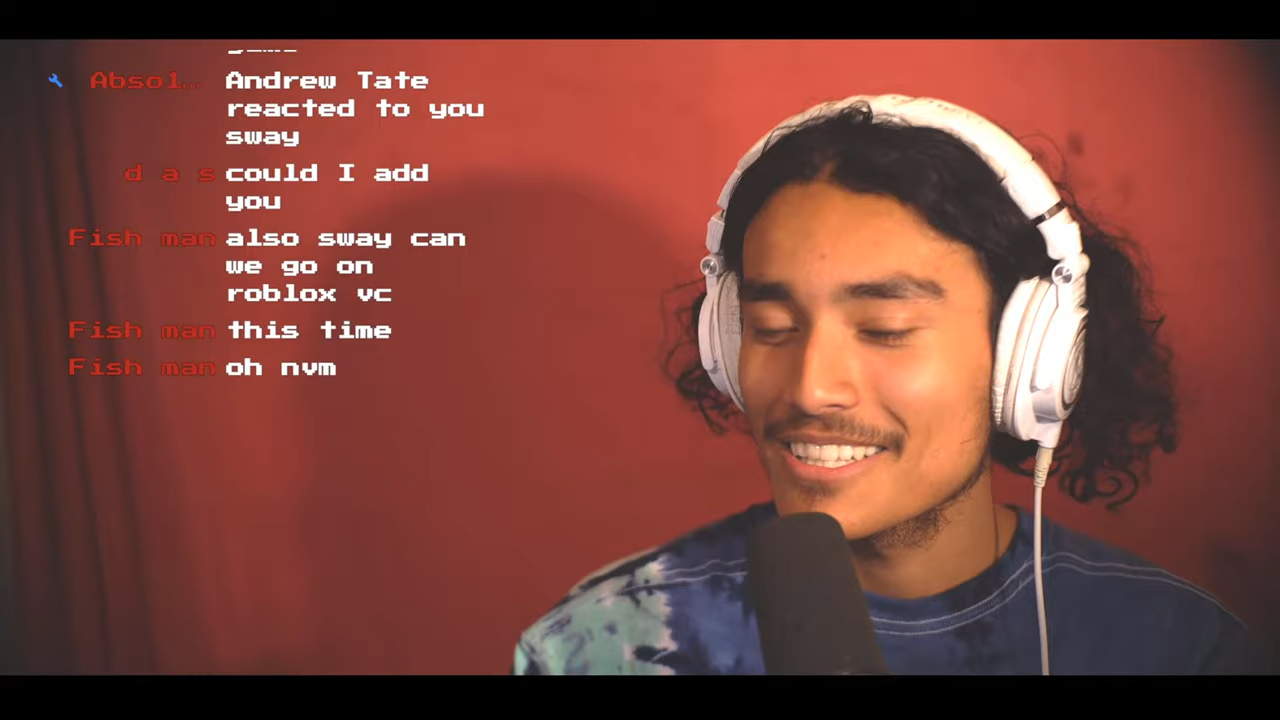 Abso1… Andrew Tate
reacted to you
sway
d a s could I add
you
Fish man also sway can
we go on
roblox vc
Fish man this time
Fish man oh nvm